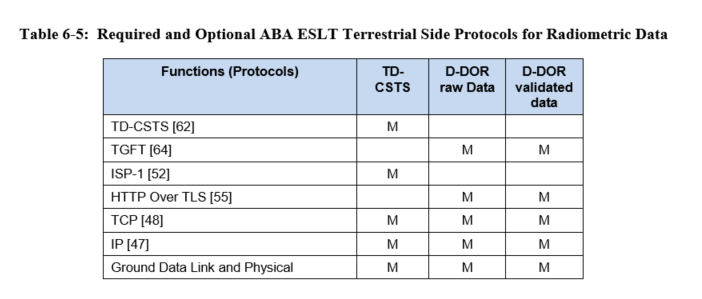 Table 6-5: Required and Optional ABA ESLT Terrestrial Side Protocols for Radiometric Data
Functions (Protocols) TD-CSTS D-DOR raw Data D-DOR validated data
TD-CSTS [62] M
TGFT [64] M M
ISP-1 [52] M
HTTP Over TLS [55] M M
TCP [48] M M M
IP [47] M M M
Ground Data Link and Physical M M M